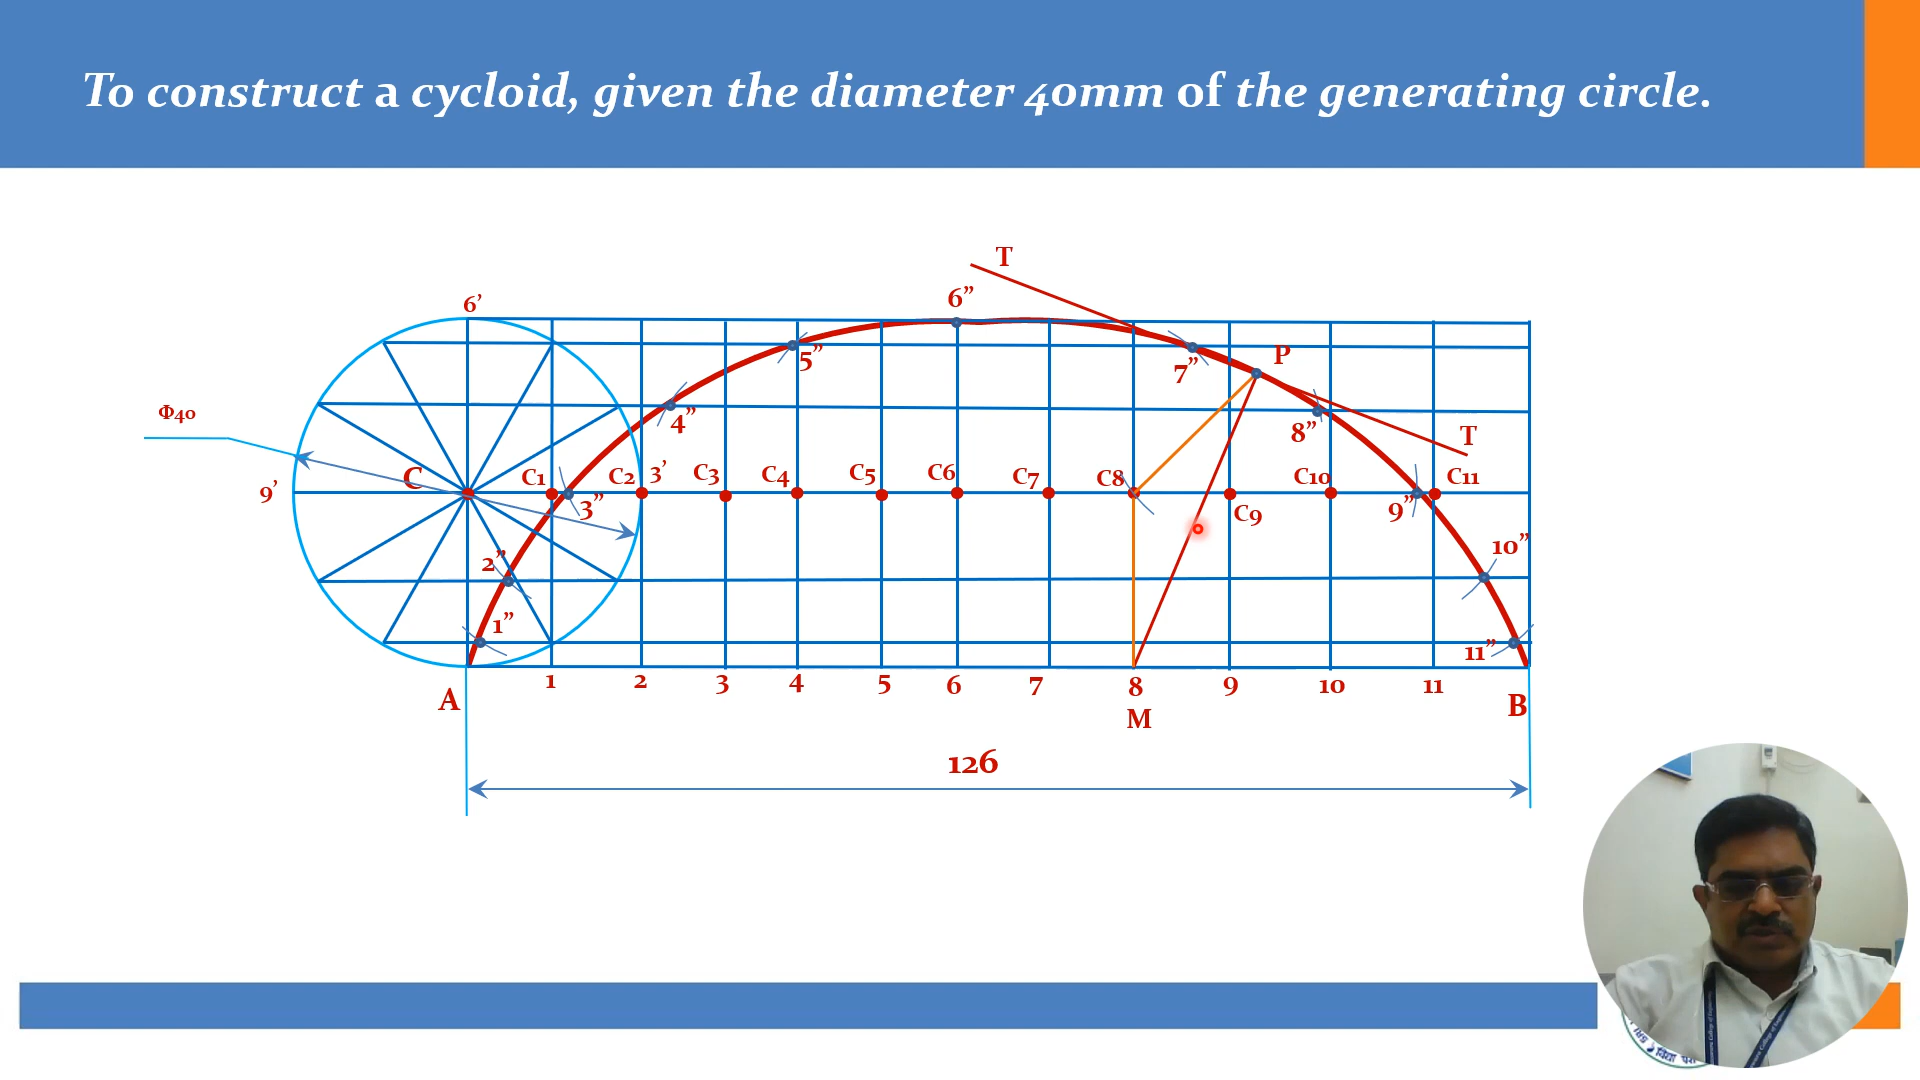 To construct a cycloid, given the diameter 40mm of the generating circle.
T
6’
6”
5”
7”
P
Φ40
4”
8”
T
9’
C
C1
C2
3’
C3
C4
C5
C6
C7
C8
C10
C11
3”
C9
9”
2”
10”
1”
11”
A
1
2
3
4
5
6
7
8
9
10
11
B
M
126